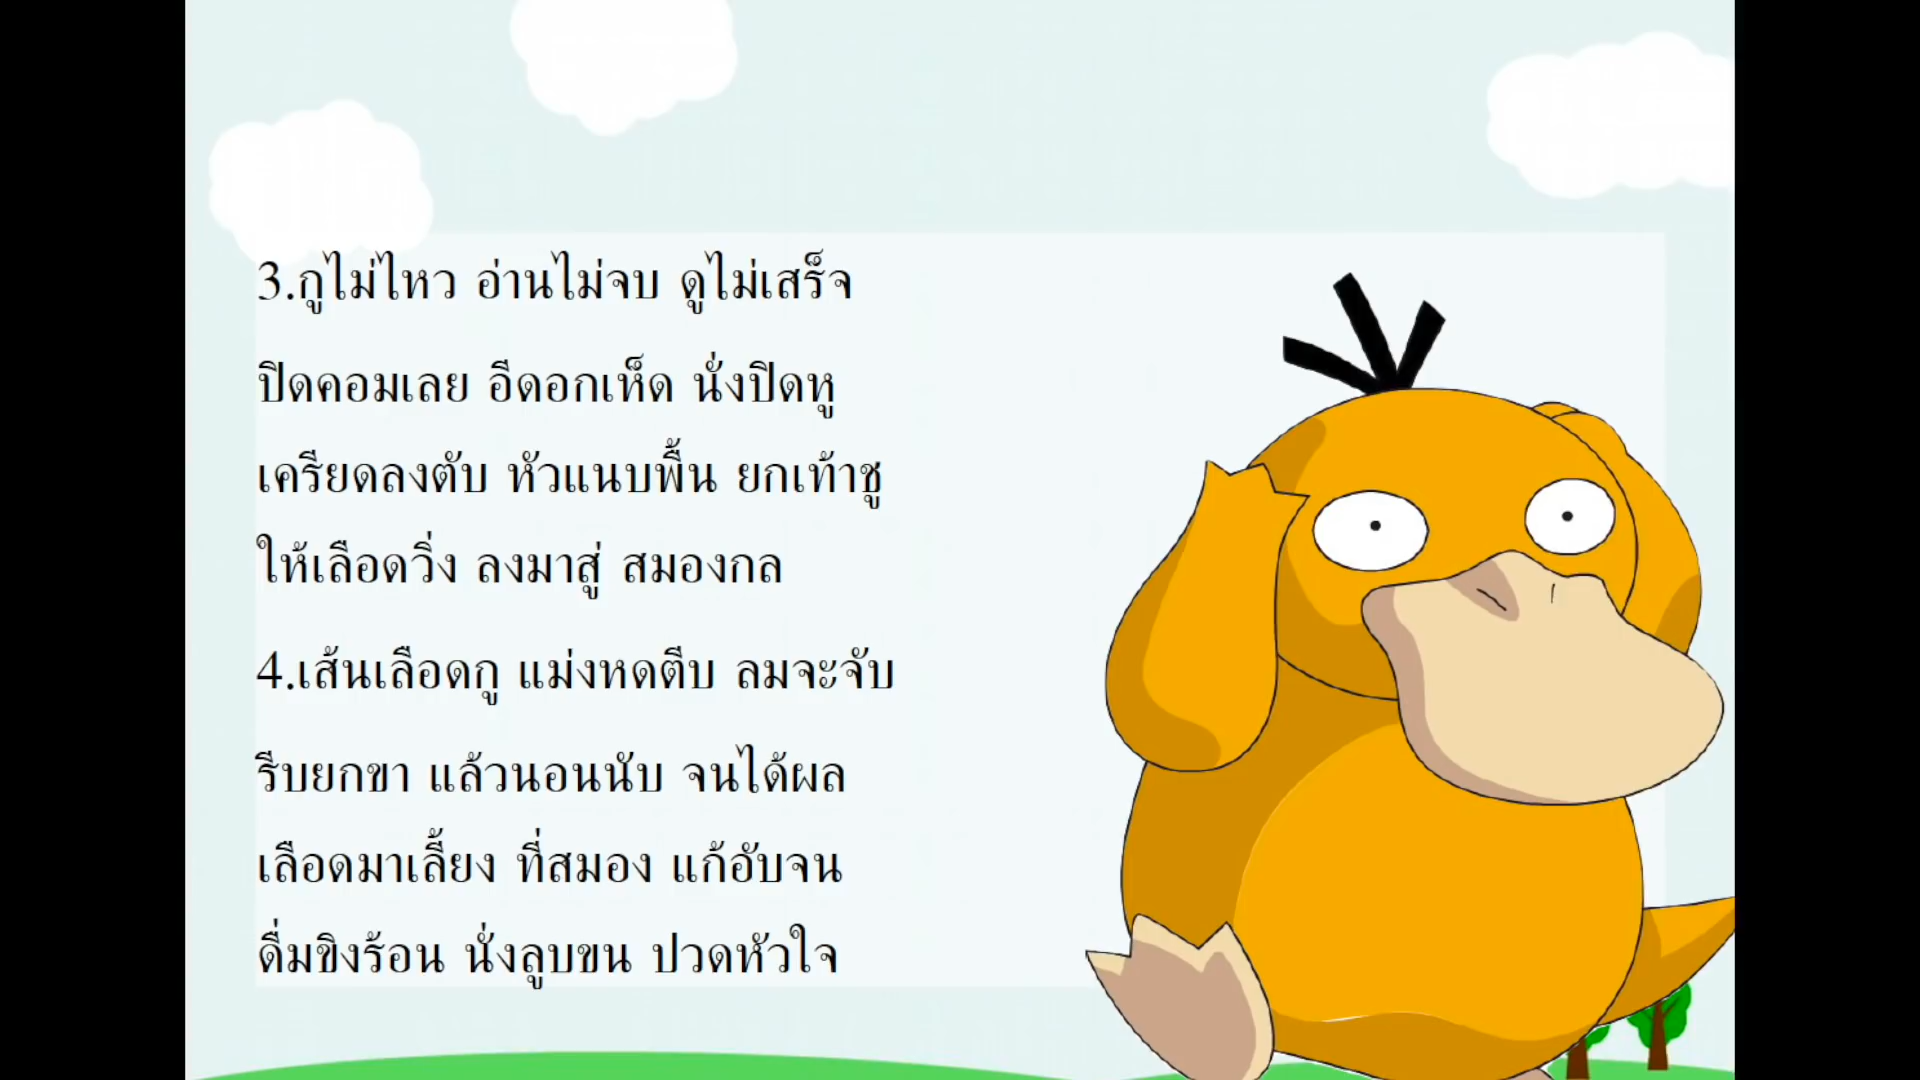 3.กูไม่ไหว อ่านไม่จบ ดูไม่เสร็จ
ปิดคอมเลย อีดอกเห็ด นั่งปิดหู
เครียดลงตับ หัวแนบพื้น ยกเท้าชู
ให้เลือดวิ่ง ลงมาสู่ สมองกล
4.เส้นเลือดกู แม่งหดตีบ ลมจะจับ
รีบยกขา แล้วนอนนับ จนได้ผล
เลือดมาเลี้ยง ที่สมอง แก้อับจน
ดื่มขิงร้อน นั่งลูบขน ปวดหัวใจ